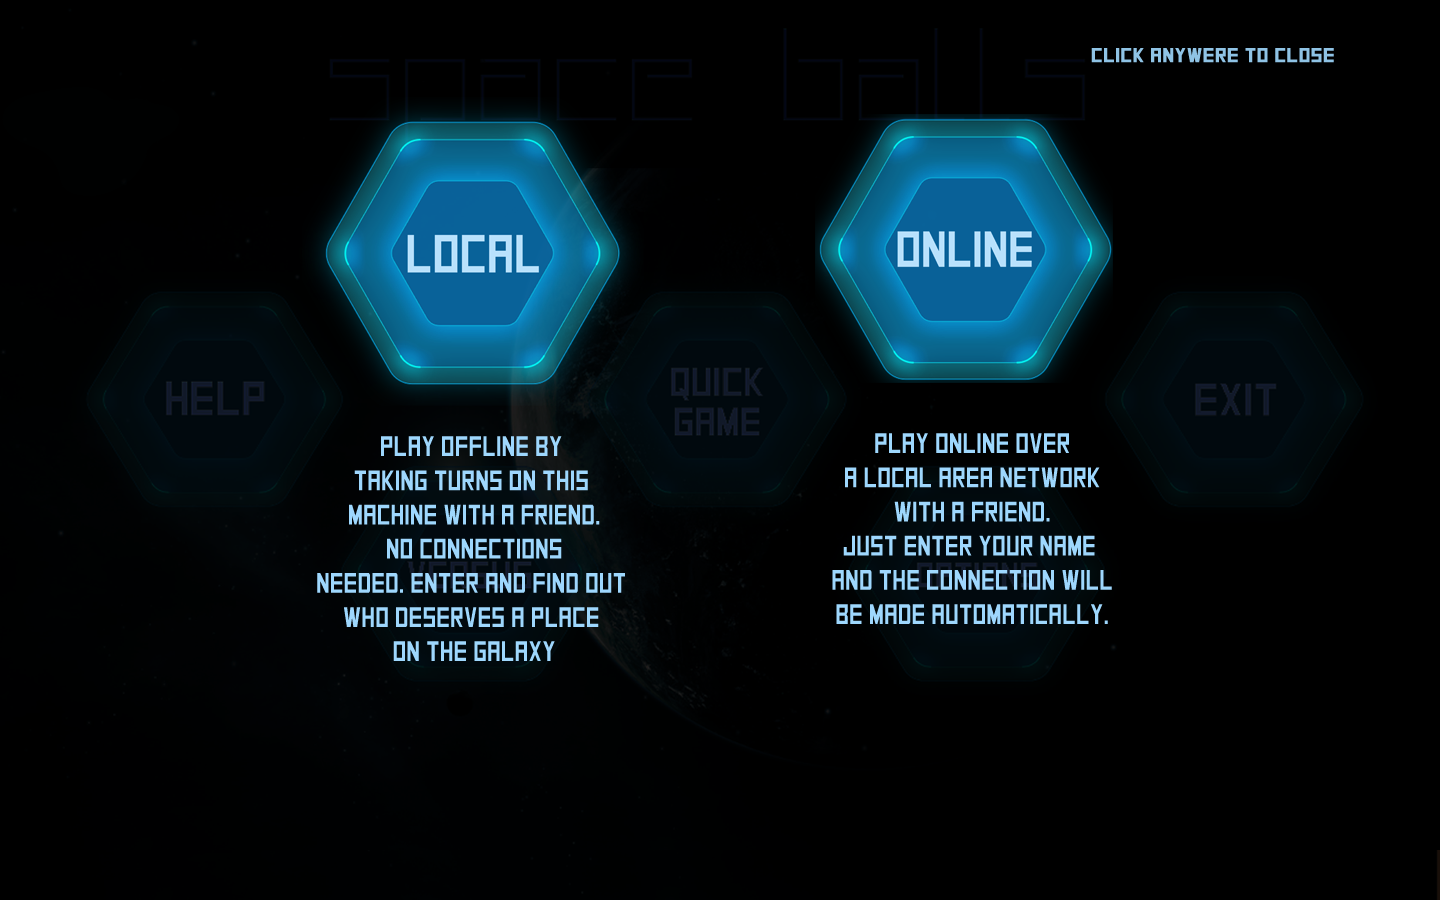 space balls
CLICK ANYWERE TO CLOSE
LOCAL
ONLINE
HELP
QUICK
GAME
EXIT
PLAY OFFLINE BY
TAKING TURNS ON THIS
MACHINE WITH A FRIEND.
NO CONNECTIONS
NEEDED. ENTER AND FIND OUT
WHO DESERVES A PLACE
ON THE GALAXY
PLAY ONLINE OVER
A LOCAL AREA NETWORK
WITH A FRIEND.
JUST ENTER YOUR NAME
AND THE CONNECTION WILL
BE MADE AUTOMATICALLY.